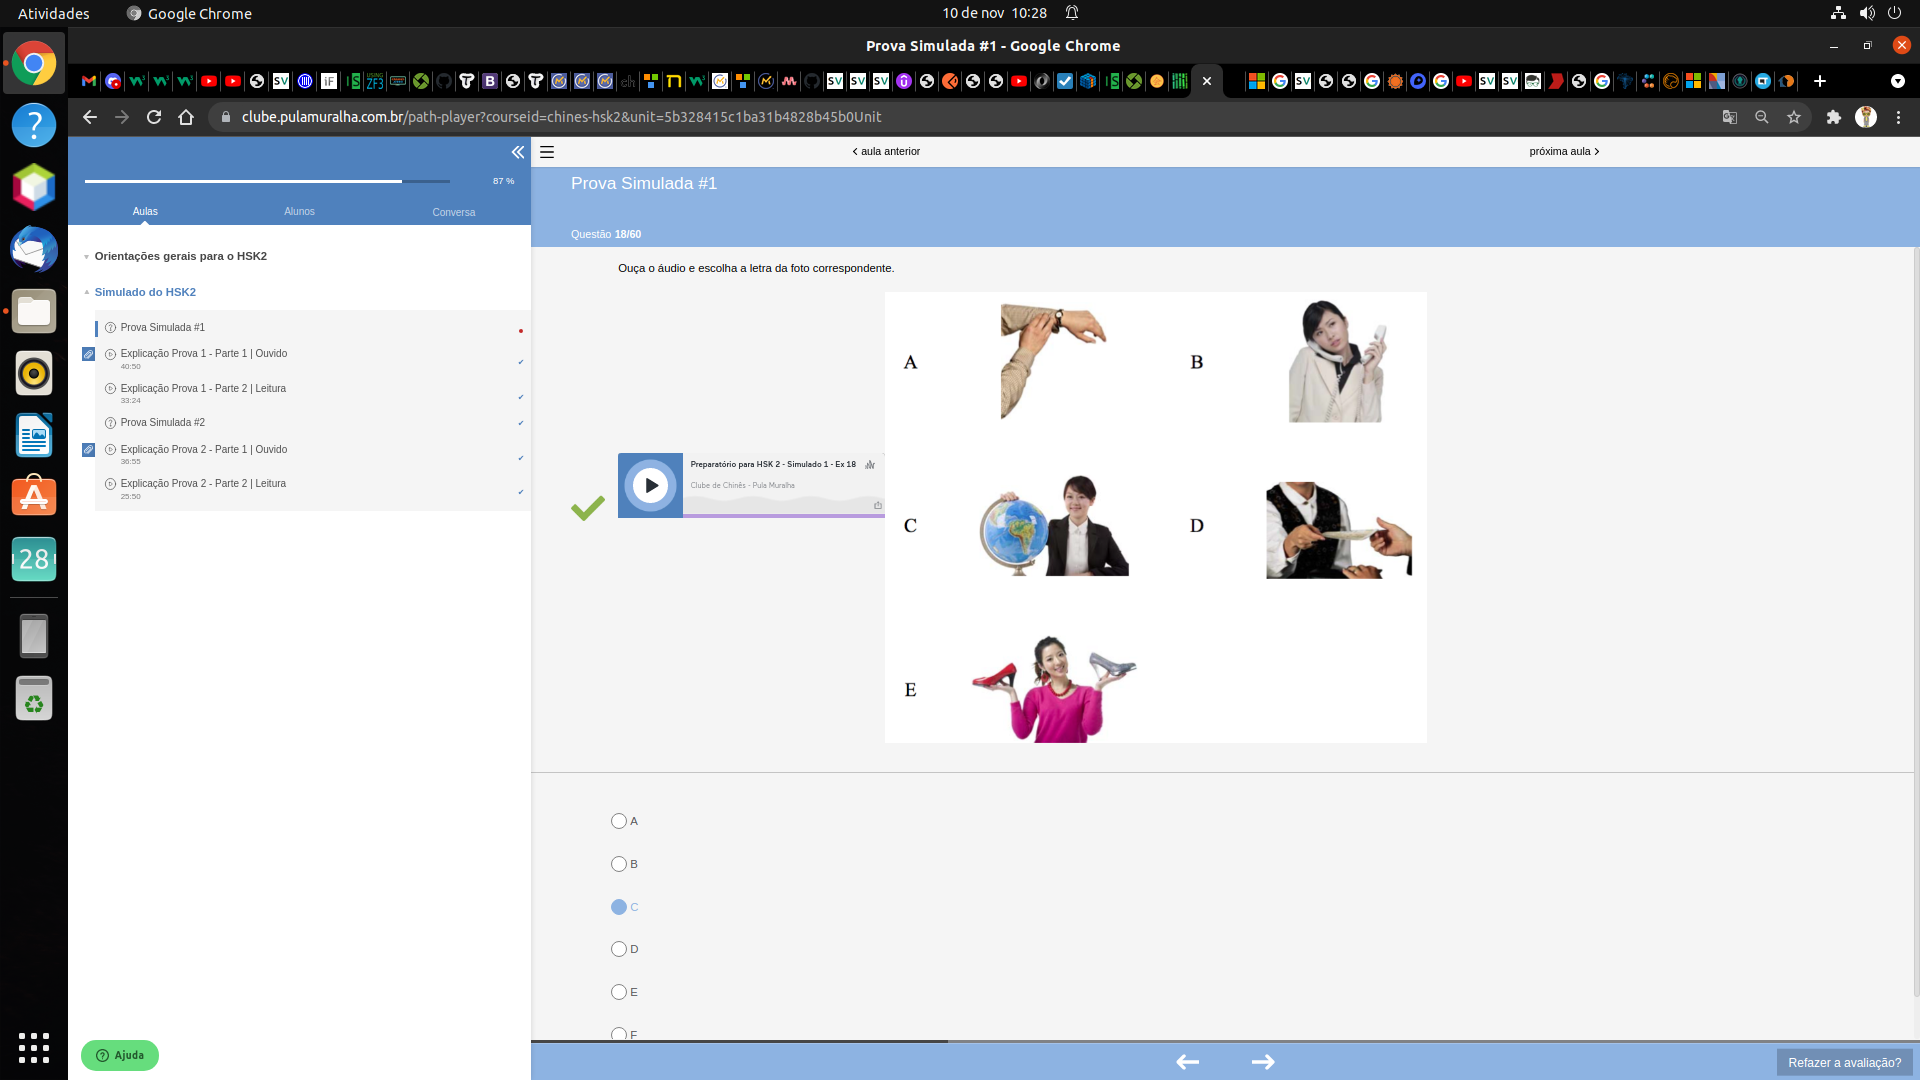 Atividades
Google Chrome
10 de nov 10:28
Prova Simulada #1 - Google Chrome
clube.pulamuralha.com.br/path-player?courseid=chines-hsk2&unit=5b328415c1ba31b4828b45b0Unit
aula anterior
próxima aula
87 %
Aulas
Alunos
Conversa
Prova Simulada #1
Questão 18/60
Orientações gerais para o HSK2
Simulado do HSK2
Prova Simulada #1
Explicação Prova 1 - Parte 1 | Ouvido
40:50
Explicação Prova 1 - Parte 2 | Leitura
33:24
Prova Simulada #2
Explicação Prova 2 - Parte 1 | Ouvido
36:55
Explicação Prova 2 - Parte 2 | Leitura
25:50
Ouça o áudio e escolha a letra da foto correspondente.
Preparatório para HSK 2 - Simulado 1 - Ex 18
Clube de Chinês - Pula Muralha
A
B
C
D
E
A
B
C
D
E
F
28
Ajuda
Refazer a avaliação?